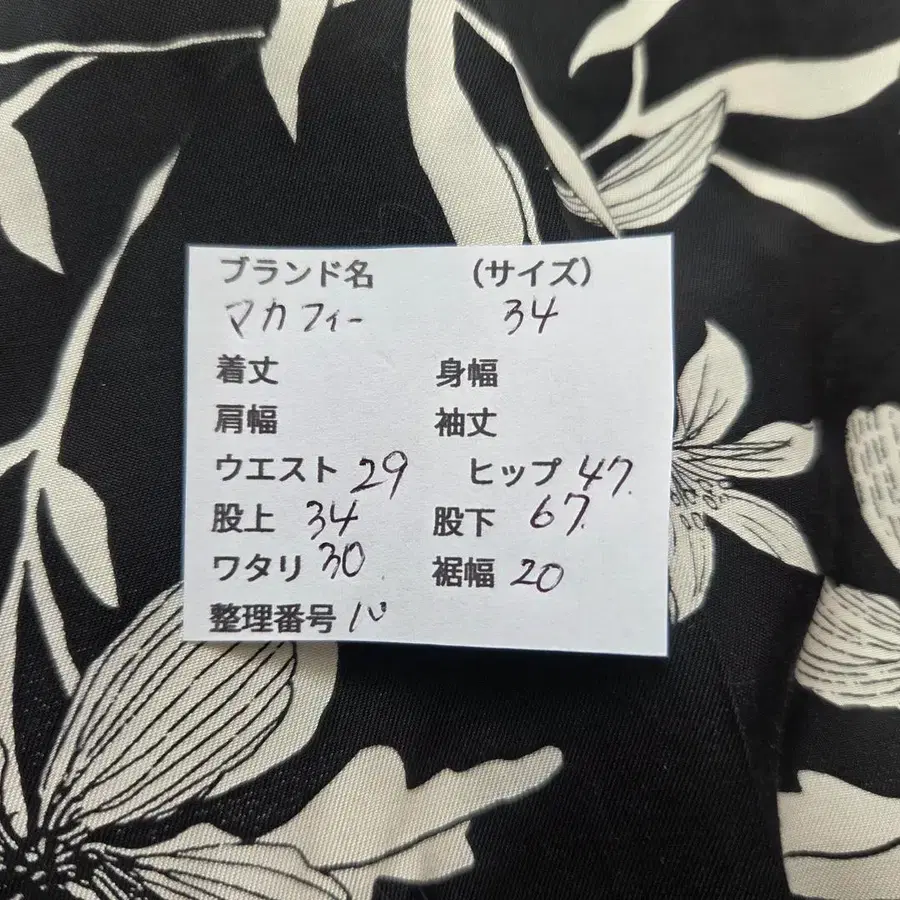 ブランド名 (サイズ)
マカフィー 34
着丈 身幅
肩幅 袖丈
ウエスト 29 ヒップ 47.
股上 34 股下 67.
ワタリ 30 裾幅 20
整理番号